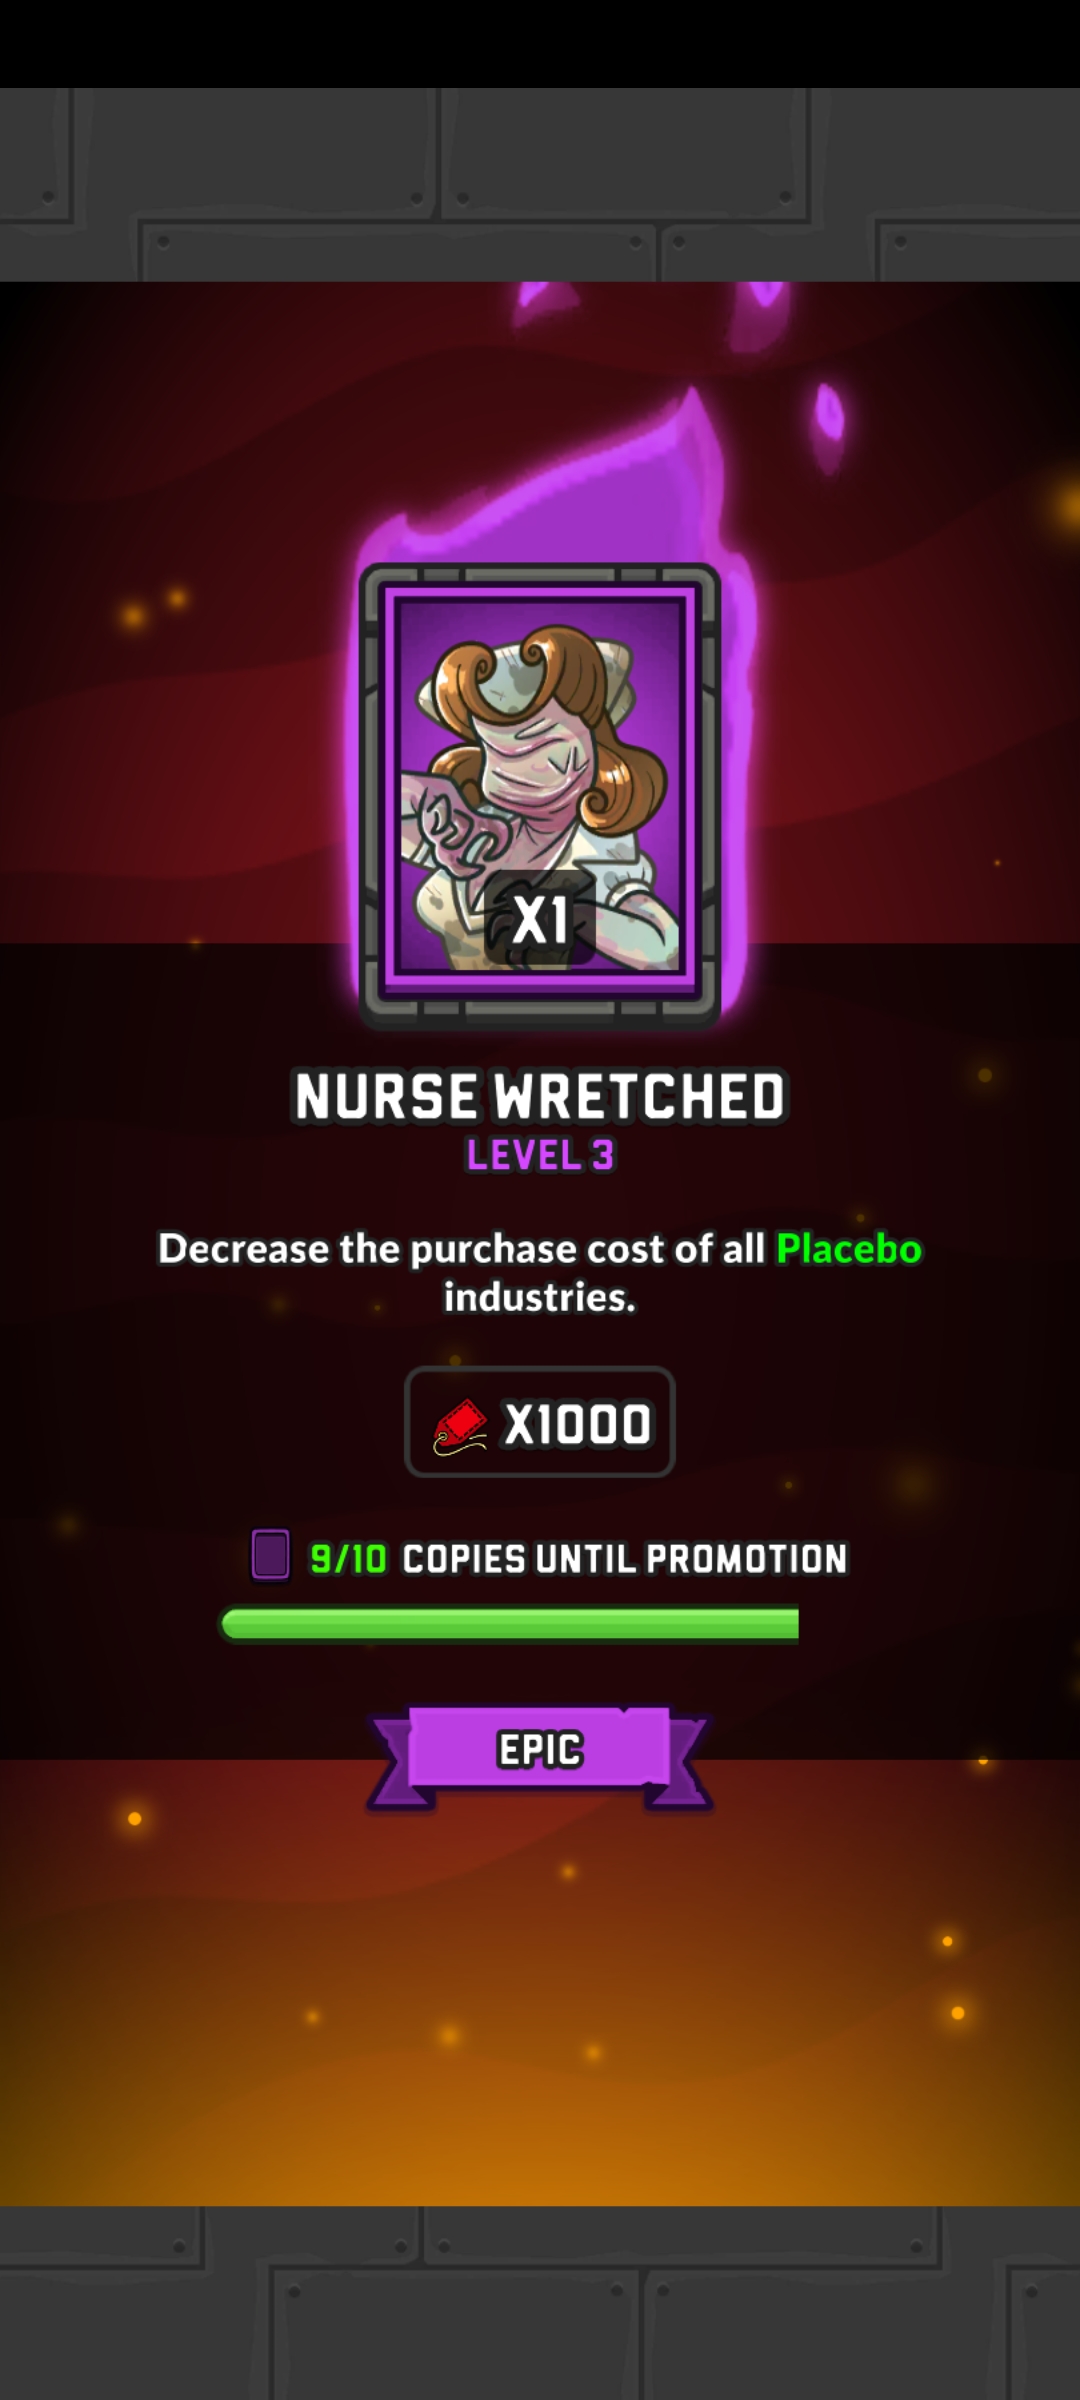 X1
NURSE WRETCHED
LEVEL 3
Decrease the purchase cost of all Placebo
industries.
X1000
9/10 COPIES UNTIL PROMOTION
EPIC